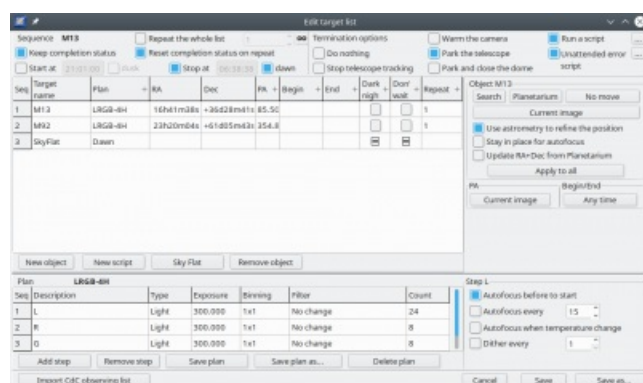 Edit target list
Sequence M13 Repeat the whole list Termination options Warm the camera Run a script
Keep completion status Reset completion status on repeat Do nothing Park the telescope Unattended error script
Start at dusk Stop at dawn Stop telescope tracking Park and close the dome
Seq Target name Plan RA Dec PA Begin End Dark nigh Don' wait Repeat
1 M13 LRGB-4H 16h41m38s +36d28m41s 85.50 1
2 M92 LRGB-4H 23h20m04s +61d05m43s 354.8 1
3 SkyFlat Dawn
Object M13
Search Planetarium No move
Current image
Use astrometry to refine the position
Stay in place for autofocus
Update RA+Dec from Planetarium
Apply to all
PA Begin/End
Current image Any time
New object New script Sky Flat Remove object
Plan LRGB-4H
Seq Description Type Exposure Binning Filter Count
1 L Light 300.000 1x1 No change 24
2 R Light 300.000 1x1 No change 8
3 G Light 300.000 1x1 No change 8
Add step Remove step Save plan Save plan as... Delete plan
Step L
Autofocus before to start
Autofocus every 15
Autofocus when temperature change
Dither every 1
Import CdC observing list Cancel Save Save as...